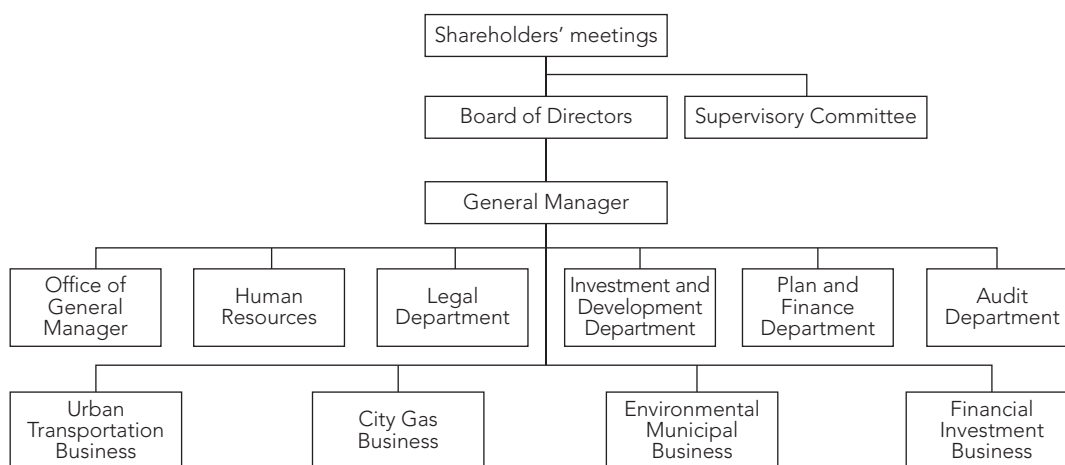 Shareholders’ meetings
Board of Directors
Supervisory Committee
General Manager
Office of
General
Manager
Human
Resources
Legal
Department
Investment and
Development
Department
Plan and
Finance
Department
Audit
Department
Urban
Transportation
Business
City Gas
Business
Environmental
Municipal Business
Financial
Investment
Business